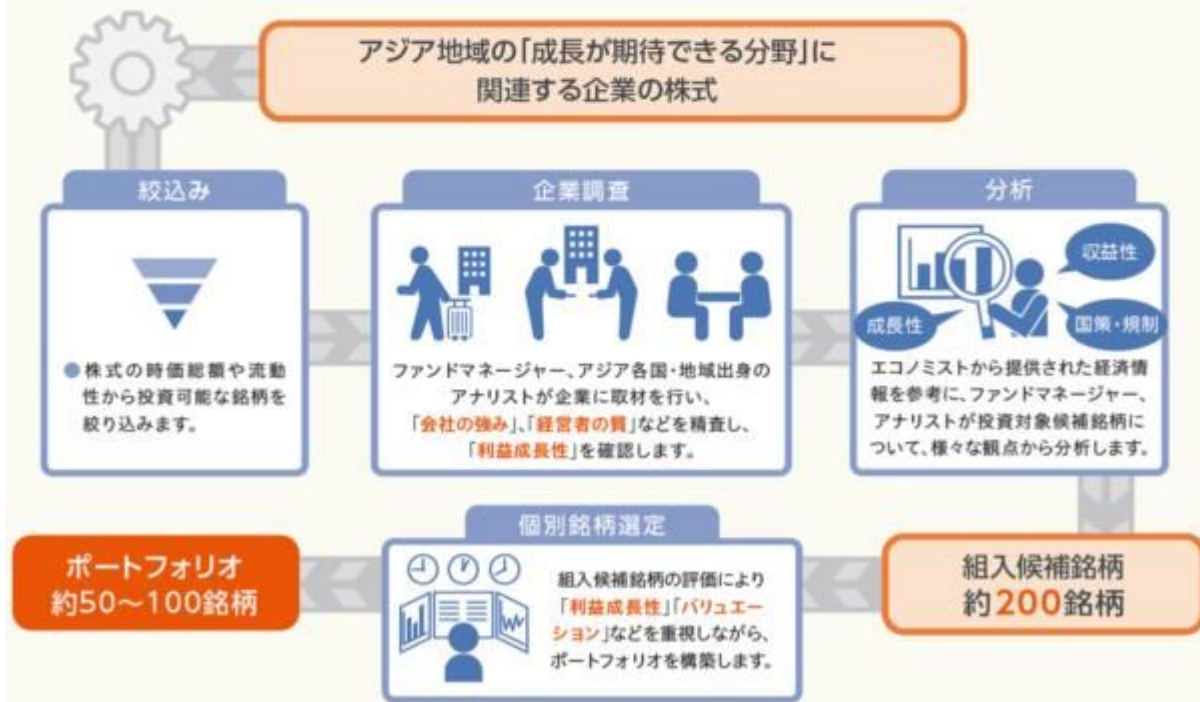 アジア地域の「成長が期待できる分野」に
関連する企業の株式
絞込み
●株式の時価総額や流動
性から投資可能な銘柄を
絞り込みます。
企業調査
ファンドマネージャー、アジア各国・地域出身の
アナリストが企業に取材を行い、
「会社の強み」、「経営者の質」などを精査し、
「利益成長性」を確認します。
分析
収益性
成長性
国策・規制
エコノミストから提供された経済情
報を参考に、ファンドマネージャー、
アナリストが投資対象候補銘柄に
ついて、様々な観点から分析します。
組入候補銘柄
約200銘柄
個別銘柄選定
組入候補銘柄の評価により
「利益成長性」「バリュエー
ション」などを重視しながら、
ポートフォリオを構築します。
ポートフォリオ
約50～100銘柄